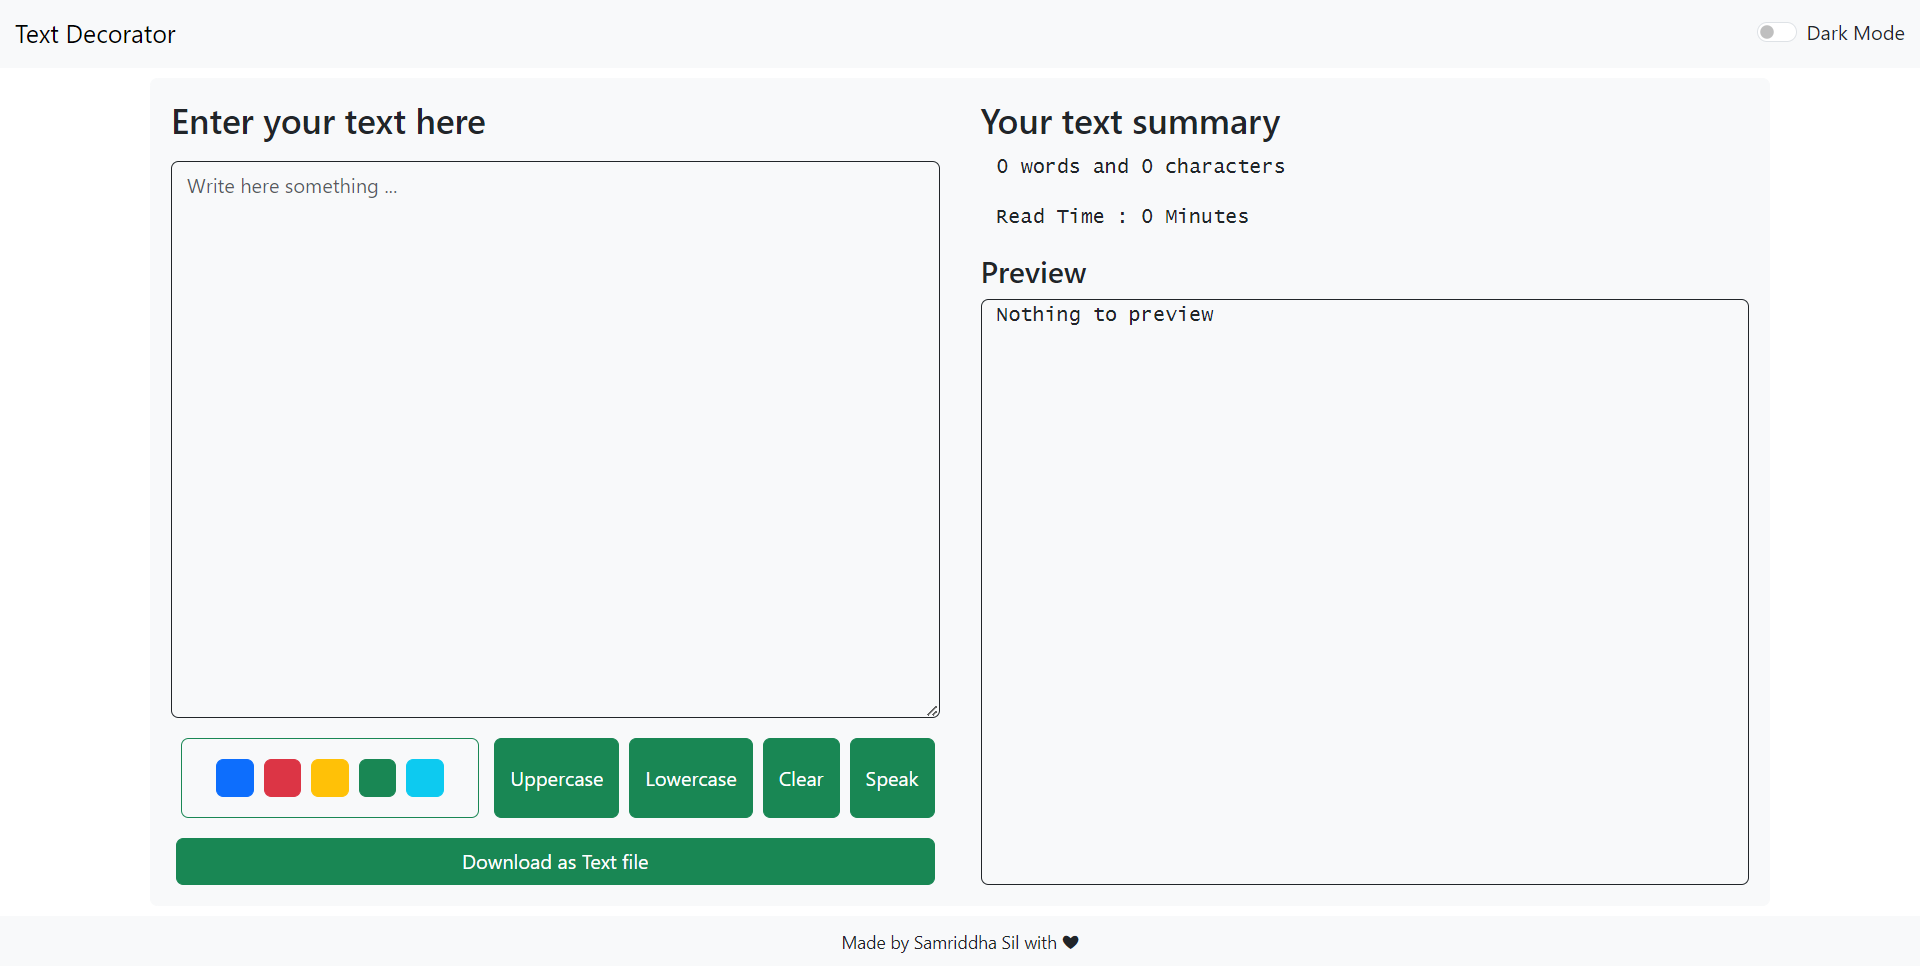 Text Decorator
Dark Mode
Enter your text here
Write here something ...
Uppercase
Lowercase
Clear
Speak
Download as Text file
Your text summary
0 words and 0 characters
Read Time : 0 Minutes
Preview
Nothing to preview
Made by Samriddha Sil with ♥